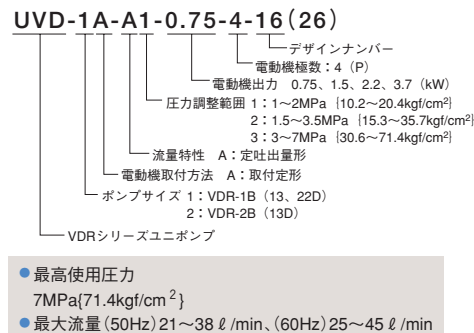 UVD-1A-A1-0.75-4-16(26)
デザインナンバー
電動機極数:4(P)
電動機出力 0.75、1.5、2.2、3.7(kW)
圧力調整範囲 1:1~2MPa {10.2~20.4kgf/cm²}
2:1.5~3.5MPa {15.3~35.7kgf/cm²}
3:3~7MPa {30.6~71.4kgf/cm²}
流量特性 A:定吐出量形
電動機取付方法 A:取付定形
ポンプサイズ 1:VDR-1B(13、22D)
2:VDR-2B(13D)
VDRシリーズユニポンプ
●最高使用圧力
7MPa{71.4kgf/cm²}
●最大流量(50Hz)21~38ℓ/min、(60Hz)25~45ℓ/min